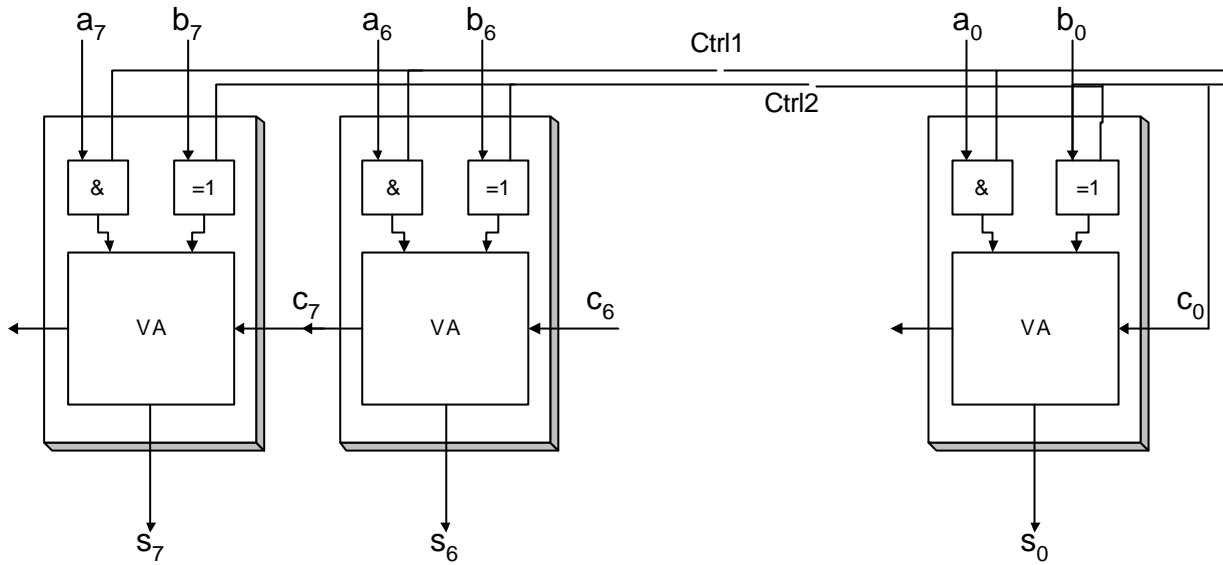 a7 b7 a6 b6 Ctrl1 a0 b0
Ctrl2
& =1 & =1 & =1
VA c7 VA c6 VA c0
s7 s6 s0